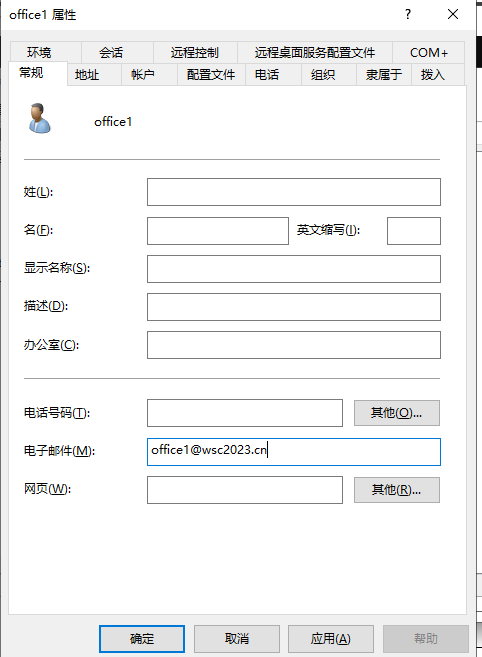 office1 属性
?
环境 会话 远程控制 远程桌面服务配置文件 COM+
常规 地址 帐户 配置文件 电话 组织 隶属于 拨入
office1
姓(L):
名(F): 英文缩写(I):
显示名称(S):
描述(D):
办公室(C):
电话号码(T): 其他(O)...
电子邮件(M): office1@wsc2023.cn
网页(W): 其他(R)...
确定 取消 应用(A) 帮助